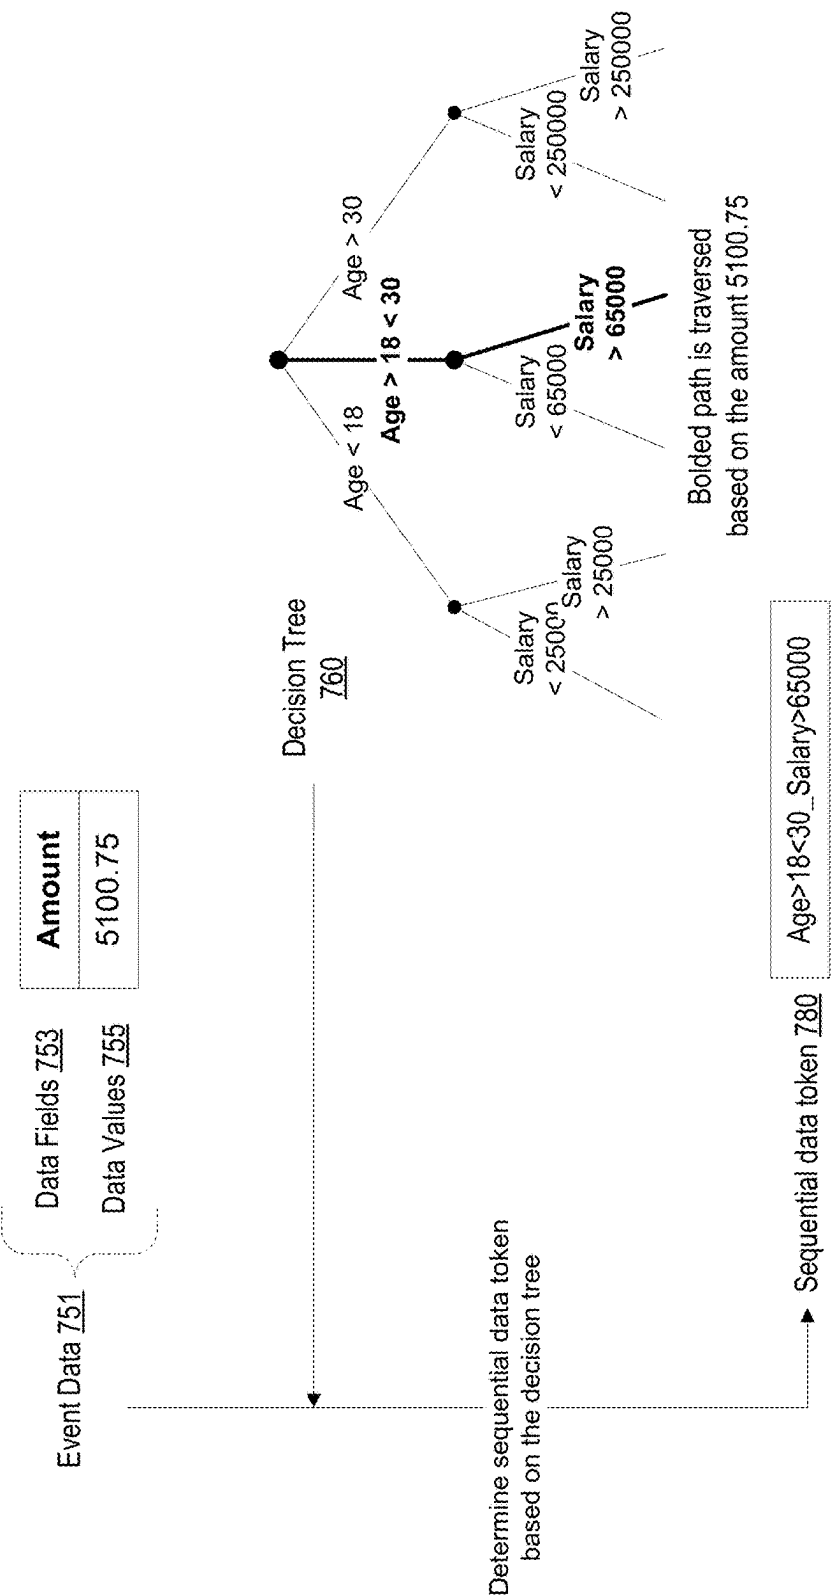 Event Data 751
Data Fields 753
Amount
Data Values 755
5100.75
Decision Tree
760
Age < 18
Age > 18 < 30
Age > 30
Salary
< 25000
Salary
> 25000
Salary
< 65000
Salary
> 65000
Salary
< 250000
Salary
> 250000
Bolded path is traversed
based on the amount 5100.75
Determine sequential data token
based on the decision tree
Sequential data token 780
Age>18<30_Salary>65000